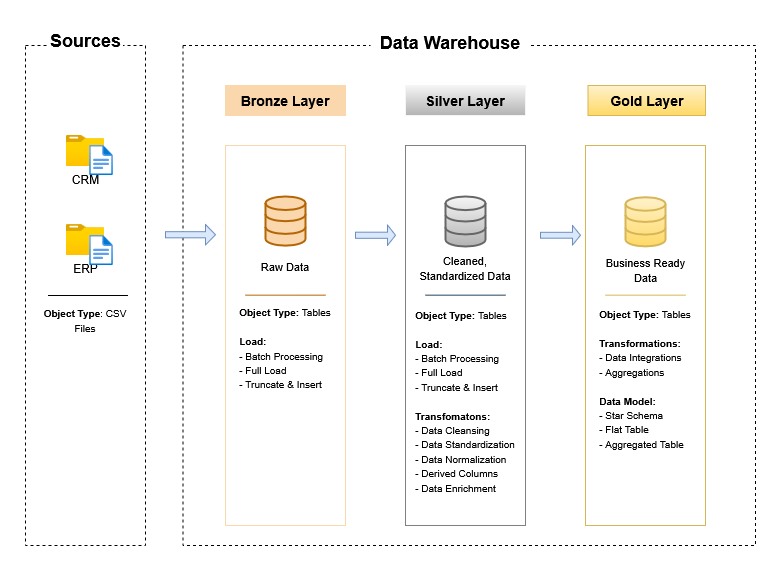 Sources
CRM
ERP
Object Type: CSV
Files
Data Warehouse
Bronze Layer
Raw Data
Object Type: Tables
Load:
- Batch Processing
- Full Load
- Truncate & Insert
Silver Layer
Cleaned,
Standardized Data
Object Type: Tables
Load:
- Batch Processing
- Full Load
- Truncate & Insert
Transfomatons:
- Data Cleansing
- Data Standardization
- Data Normalization
- Derived Columns
- Data Enrichment
Gold Layer
Business Ready
Data
Object Type: Tables
Transformations:
- Data Integrations
- Aggregations
Data Model:
- Star Schema
- Flat Table
- Aggregated Table